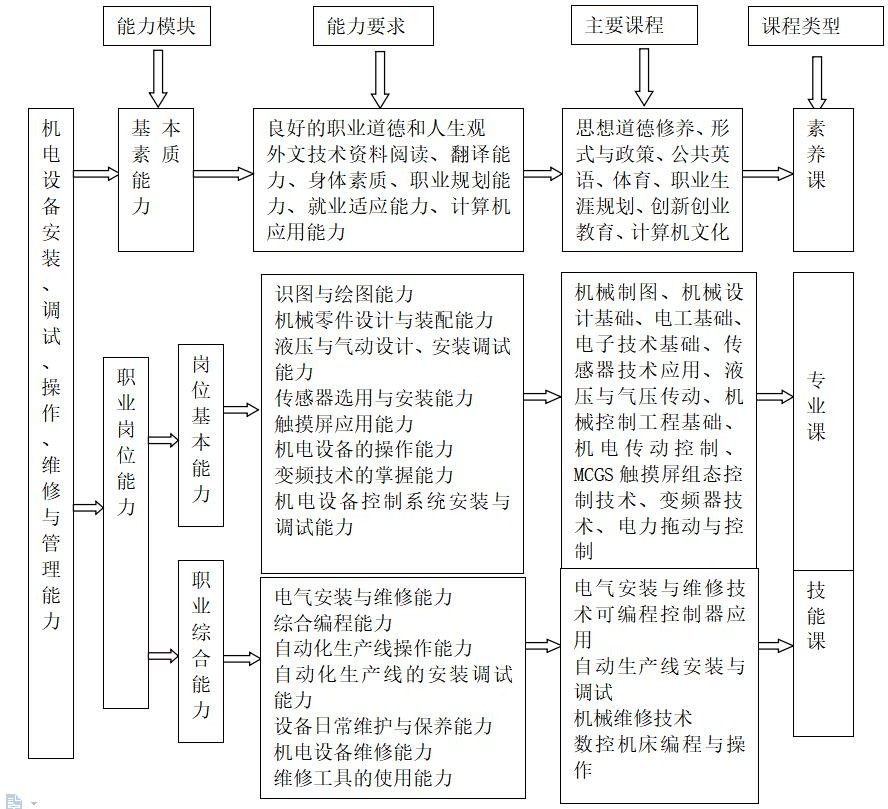 能力模块
能力要求
主要课程
课程类型
机电设备安装、调试、操作、维修与管理能力
基本
素质
能
力
良好的职业道德和人生观
外文技术资料阅读、翻译能
力、身体素质、职业规划能
力、就业适应能力、计算机
应用能力
思想道德修养、形
式与政策、公共英
语、体育、职业生
涯规划、创新创业
教育、计算机文化
素养课
职业岗位能力
岗位基本能力
识图与绘图能力
机械零件设计与装配能力
液压与气动设计、安装调试
能力
传感器选用与安装能力
触摸屏应用能力
机电设备的操作能力
变频技术的掌握能力
机电设备控制系统安装与
调试能力
机械制图、机械设
计基础、电工基础、
电子技术基础、传
感器技术应用、液
压与气压传动、机
械控制工程基础、
机电传动控制、
MCGS 触摸屏组态控
制技术、变频器技
术、电力拖动与控
制
专业课
职业综合能力
电气安装与维修能力
综合编程能力
自动化生产线操作能力
自动化生产线的安装调试
能力
设备日常维护与保养能力
机电设备维修能力
维修工具的使用能力
电气安装与维修技
术可编程控制器应
用
自动生产线安装与
调试
机械维修技术
数控机床编程与操
作
技能课